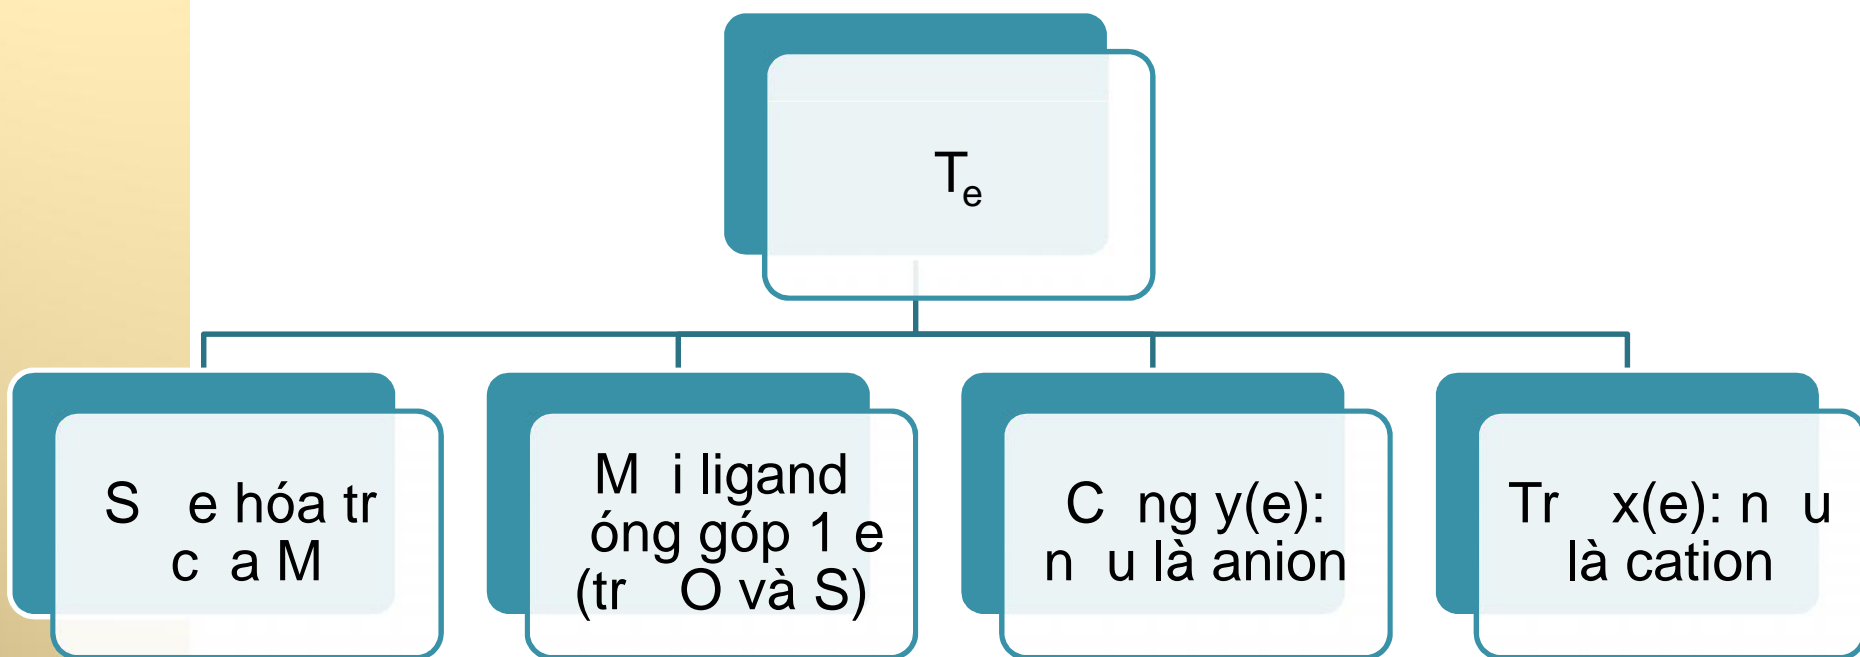 Te
S e hóa tr
c a M
M i ligand
óng góp 1 e
(tr O và S)
C ng y(e):
n u là anion
Tr x(e): n u
là cation